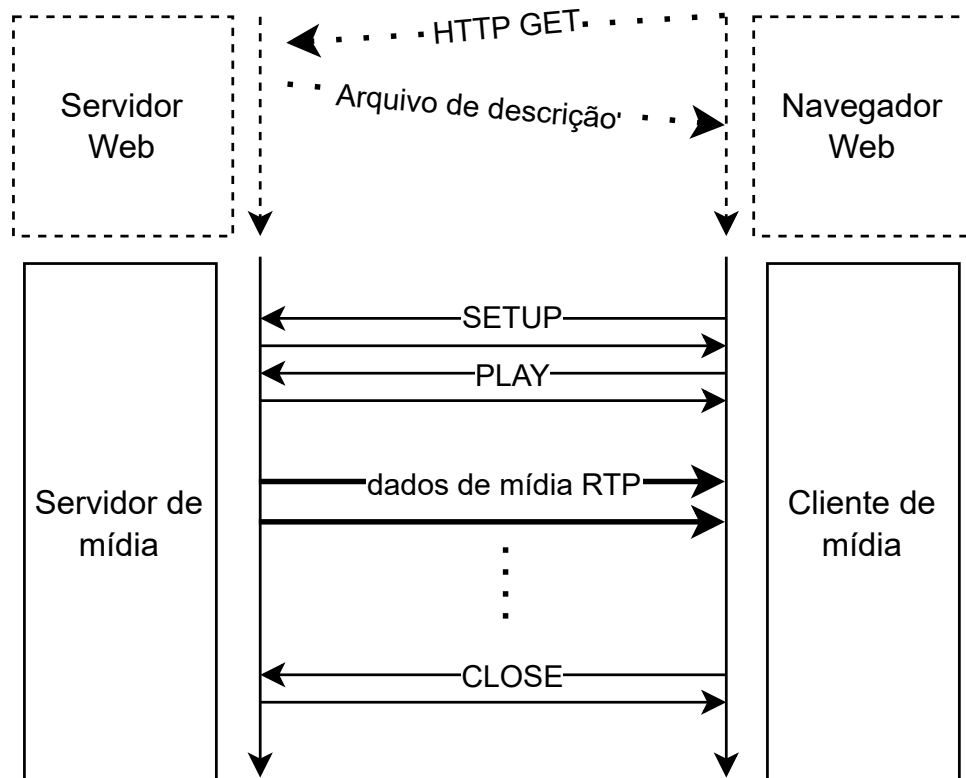 HTTP GET
Servidor
Web
Arquivo de descrição
Navegador
Web
SETUP
PLAY
dados de mídia RTP
Servidor de
mídia
Cliente de
mídia
CLOSE